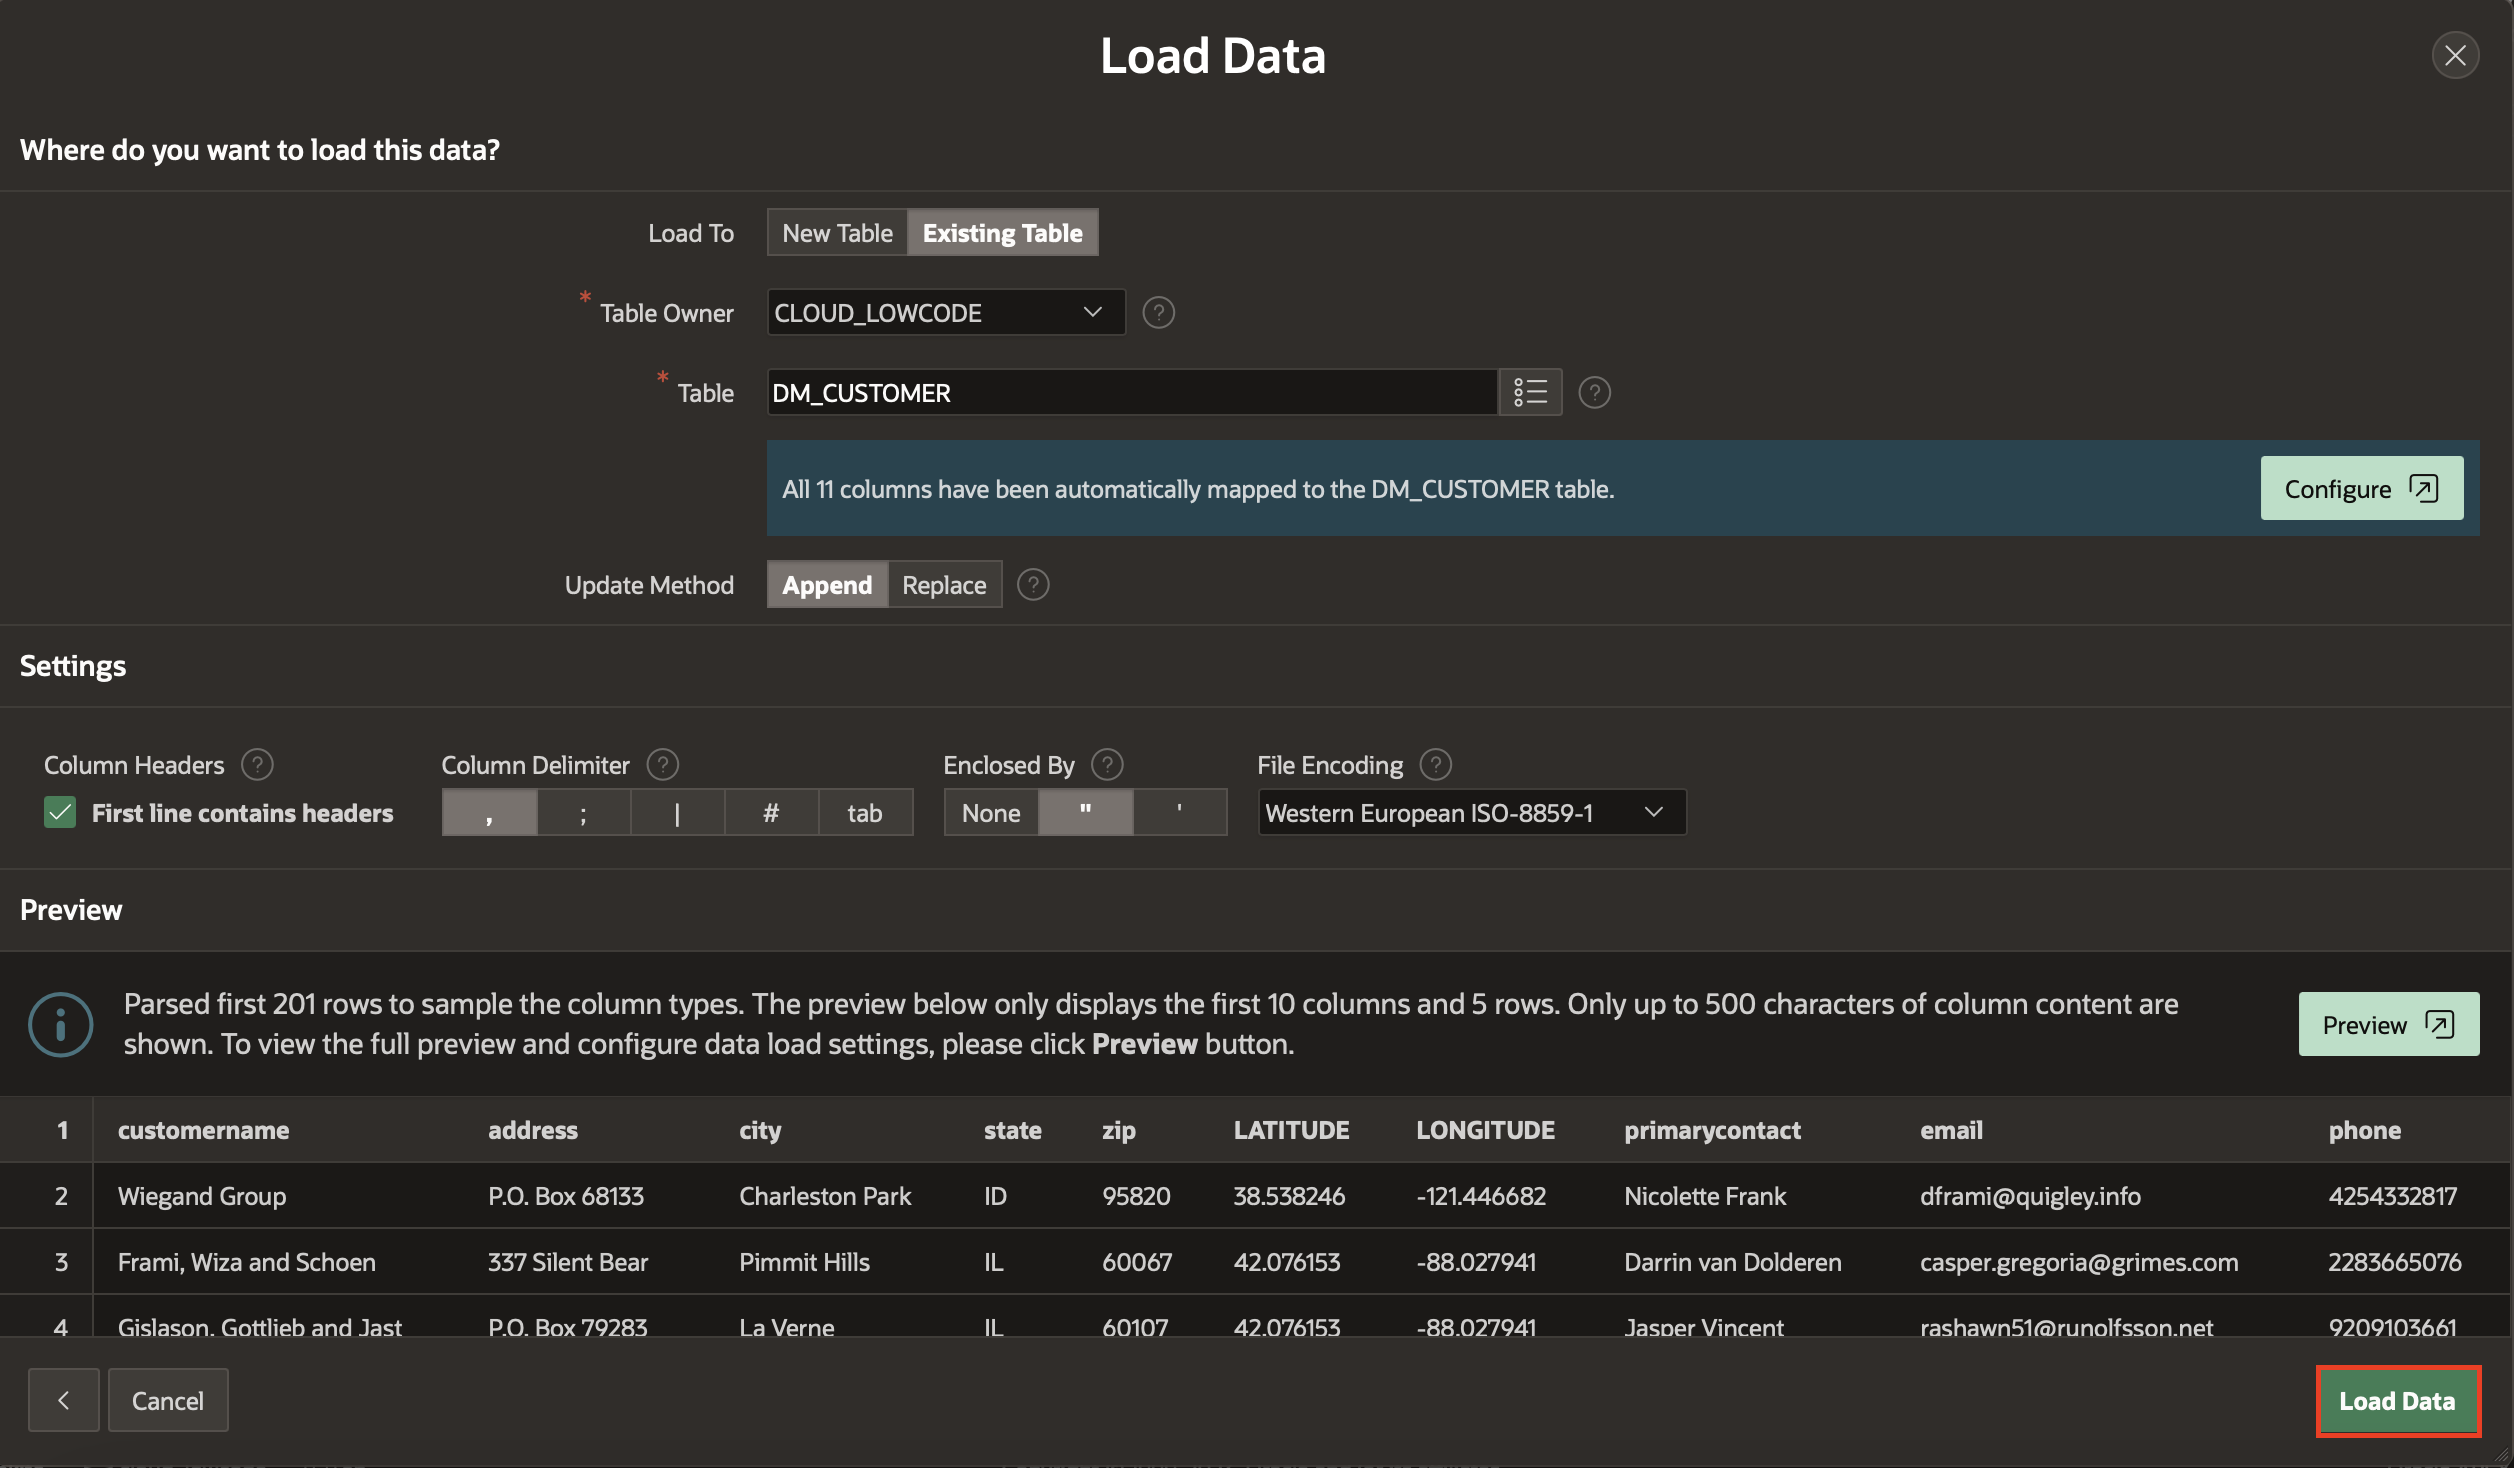 Load Data
Where do you want to load this data?
Load To New Table Existing Table
* Table Owner CLOUD_LOWCODE ?
* Table DM_CUSTOMER ?
All 11 columns have been automatically mapped to the DM_CUSTOMER table. Configure
Update Method Append Replace ?
Settings
Column Headers ? Column Delimiter ? Enclosed By ? File Encoding ?
First line contains headers , ; | # tab None " ' Western European ISO-8859-1
Preview
Parsed first 201 rows to sample the column types. The preview below only displays the first 10 columns and 5 rows. Only up to 500 characters of column content are
shown. To view the full preview and configure data load settings, please click Preview button.
Preview
1 customername address city state zip LATITUDE LONGITUDE primarycontact email phone
2 Wiegand Group P.O. Box 68133 Charleston Park ID 95820 38.538246 -121.446682 Nicolette Frank dframi@quigley.info 4254332817
3 Frami, Wiza and Schoen 337 Silent Bear Pimmit Hills IL 60067 42.076153 -88.027941 Darrin van Dolderen casper.gregoria@grimes.com 2283665076
4 Gislason, Gottlieb and Jast P.O. Box 79283 La Verne IL 60107 42.076153 -88.027941 Jasper Vincent rashawn51@runolfsson.net 9209103661
Cancel Load Data